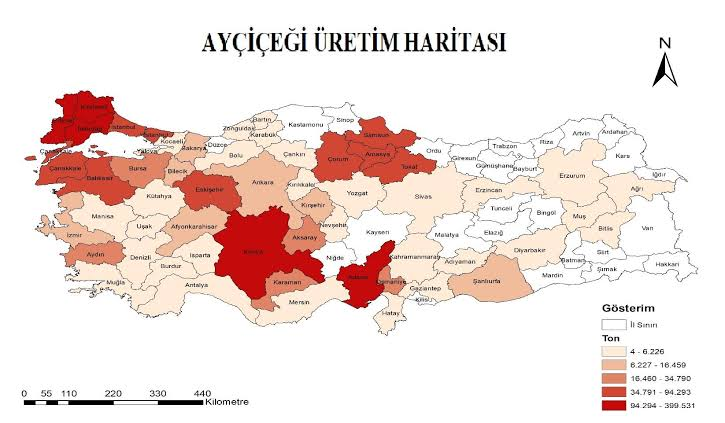 AYÇİÇEĞİ ÜRETİM HARİTASI
N
Kırklareli
Tekirdağ
İstanbul
İstanbul
Kocaeli
Yalova
Sakarya
Düzce
Zonguldak
Bartın
Karabük
Kastamonu
Sinop
Samsun
Ordu
Giresun
Trabzon
Rize
Artvin
Ardahan
Kars
Iğdır
Ağrı
Gümüşhane
Bayburt
Erzurum
Erzincan
Bolu
Çankırı
Çorum
Amasya
Tokat
Çanakkale
Çanakkale
Balıkesir
Bursa
Bilecik
Eskişehir
Ankara
Kırıkkale
Yozgat
Sivas
Kütahya
Manisa
Uşak
Afyonkarahisar
Kırşehir
Nevşehir
Kayseri
Tunceli
Bingöl
Muş
Bitlis
Van
Elazığ
Malatya
Diyarbakır
Batman
Siirt
Şırnak
Hakkari
Mardin
İzmir
Aydın
Denizli
Isparta
Burdur
Muğla
Antalya
Konya
Aksaray
Niğde
Karaman
Mersin
Adana
Osmaniye
Kahramanmaraş
Adıyaman
Gaziantep
Kilis
Hatay
Şanlıurfa
Gösterim
İl Sınırı
Ton
4 - 6.226
6.227 - 16.459
16.460 - 34.790
34.791 - 94.293
94.294 - 399.531
0 55 110 220 330 440
Kilometre